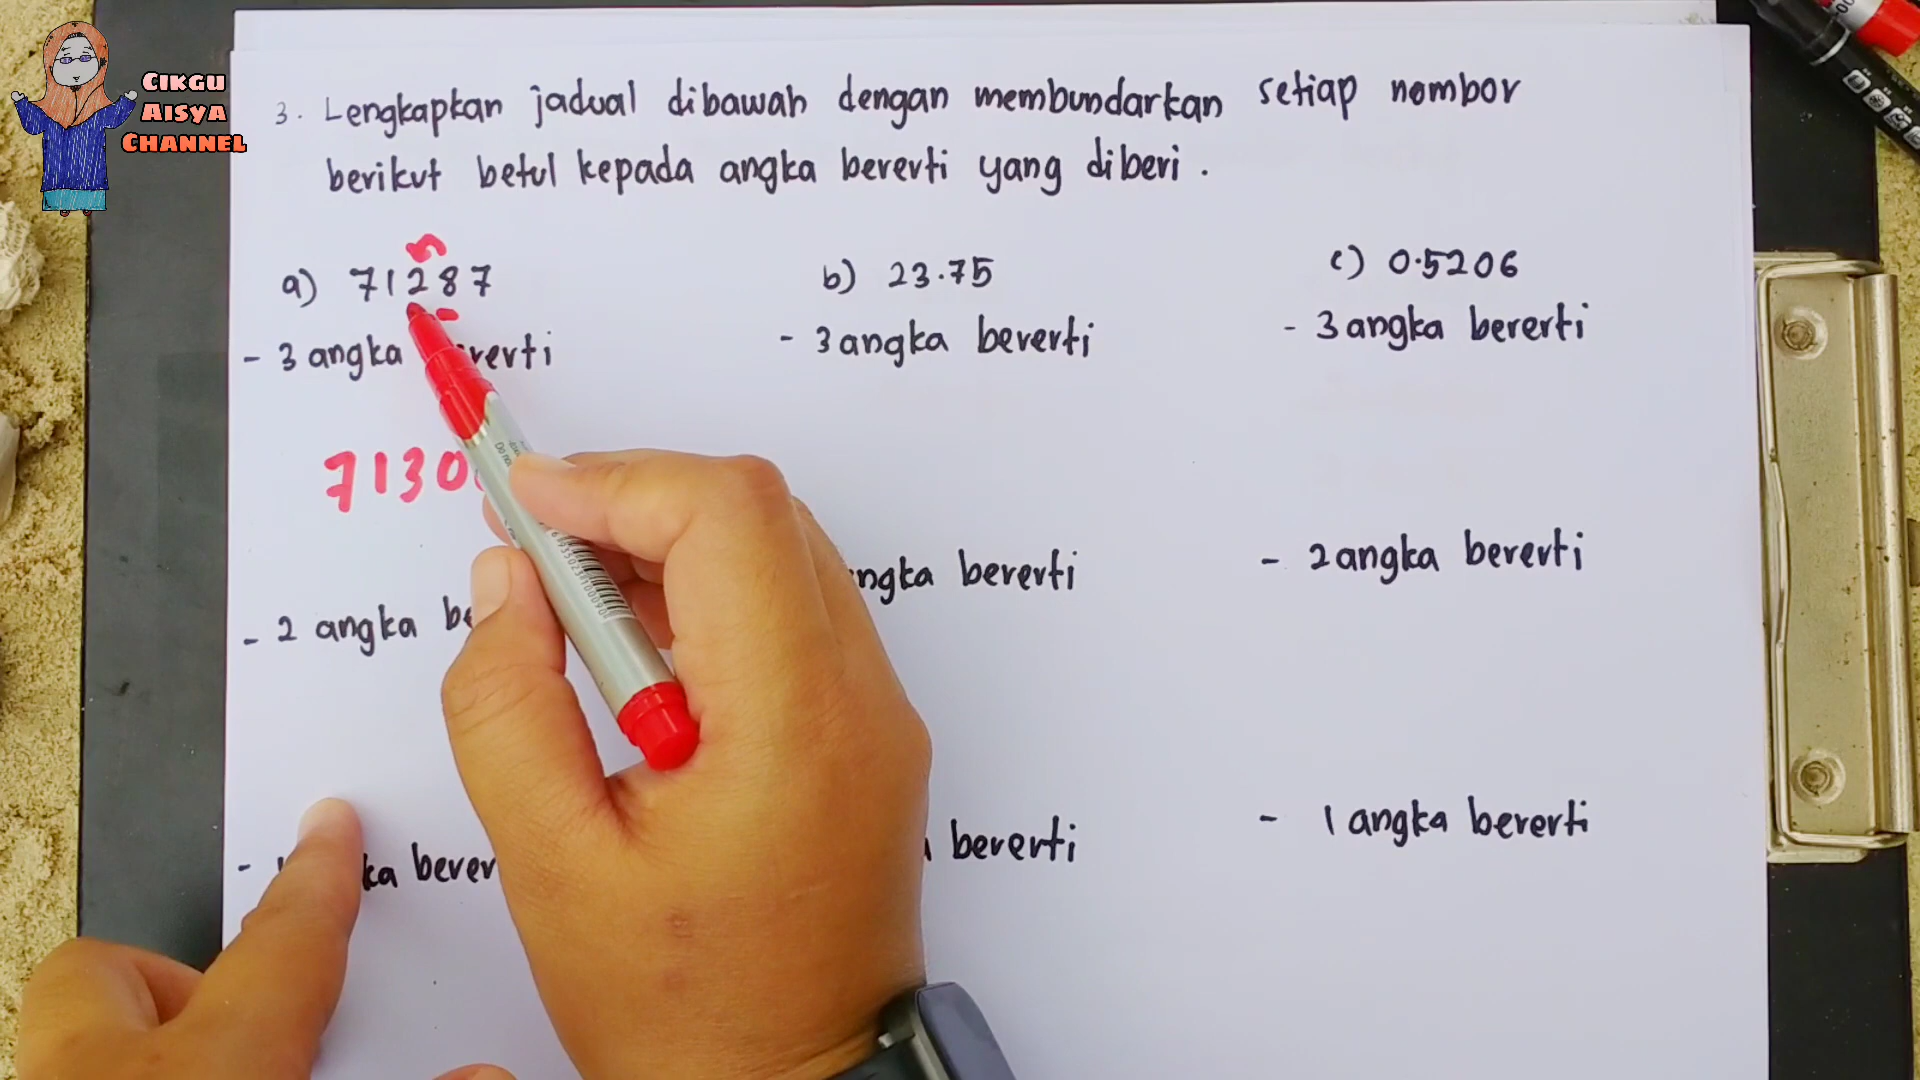 CIKGU
AISYA
CHANNEL
3. Lengkapkan jadual dibawah dengan membundarkan setiap nombor
berikut betul kepada angka bererti yang diberi.
a) 71287
- 3 angka
7130
- 2 angka
b) 23.75
- 3 angka bererti
angka bererti
bererti
c) 0.5206
- 3 angka bererti
- 2 angka bererti
- 1 angka bererti